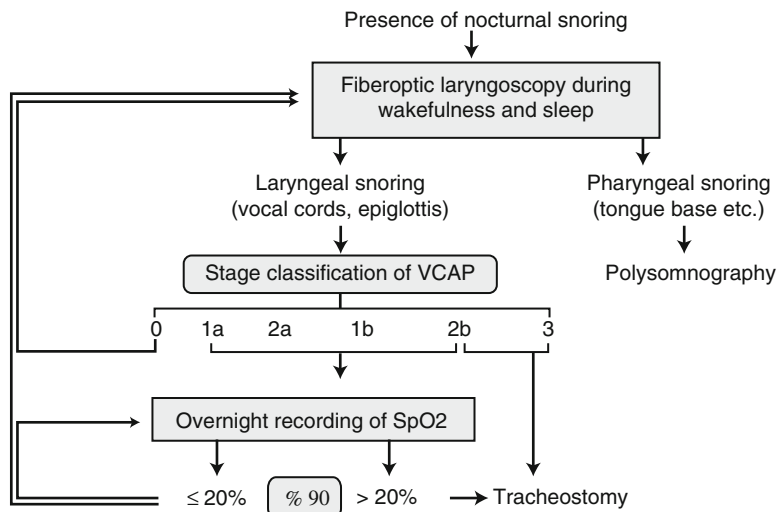 Presence of nocturnal snoring
Fiberoptic laryngoscopy during
wakefulness and sleep
Laryngeal snoring
(vocal cords, epiglottis)
Pharyngeal snoring
(tongue base etc.)
Stage classification of VCAP
Polysomnography
0 1a 2a 1b 2b 3
Overnight recording of SpO2
≤ 20% % 90 > 20% Tracheostomy